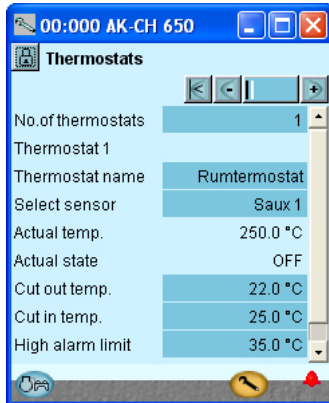 00:000 AK-CH 650
Thermostats
No.of thermostats 1
Thermostat 1
Thermostat name Rumtermostat
Select sensor Saux 1
Actual temp. 250.0 °C
Actual state OFF
Cut out temp. 22.0 °C
Cut in temp. 25.0 °C
High alarm limit 35.0 °C